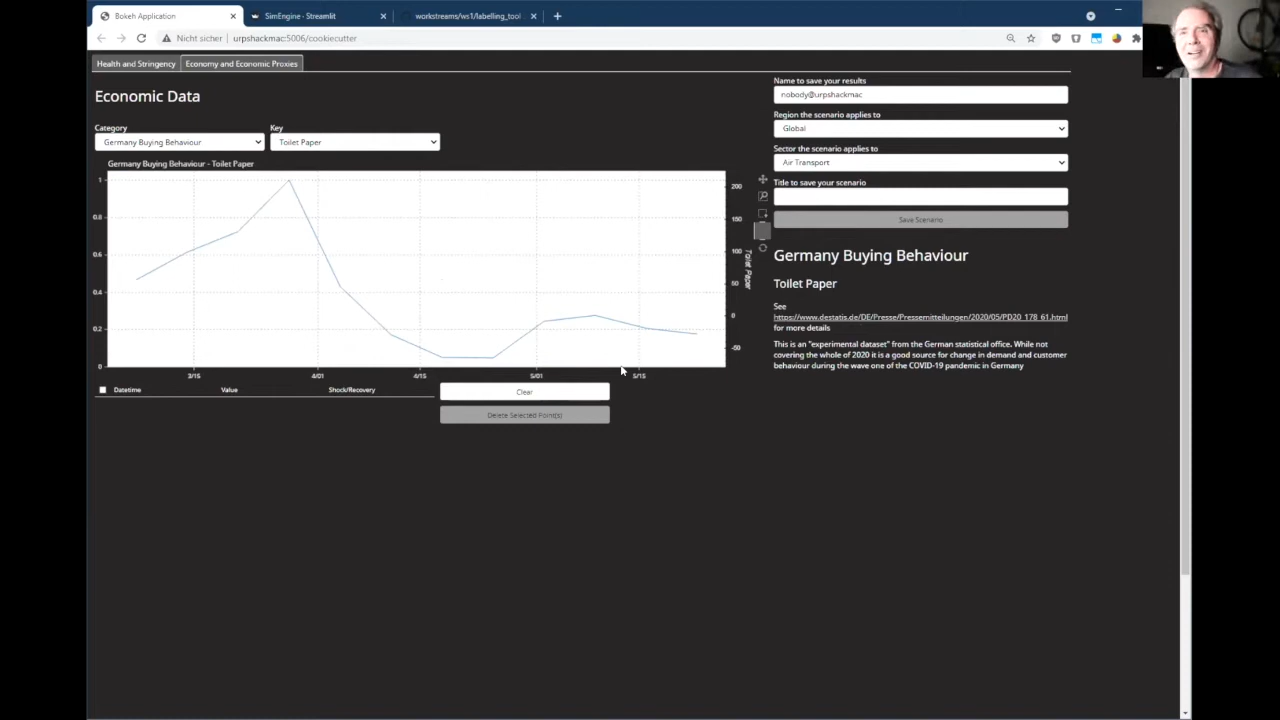 Bokeh Application
SimEngine · Streamlit
workstreams/ws1/labelling_tool
Nicht sicher
urpshackmac:5006/cookiecutter
Health and Stringency
Economy and Economic Proxies
Economic Data
Category
Key
Germany Buying Behaviour
Toilet Paper
Germany Buying Behaviour - Toilet Paper
1
0.8
0.6
0.4
0.2
0
200
150
100
50
0
-50
Toilet Paper
3/15
4/01
4/15
5/01
5/15
Datetime
Value
Shock/Recovery
Clear
Delete Selected Point(s)
Name to save your results
nobody@urpshackmac
Region the scenario applies to
Global
Sector the scenario applies to
Air Transport
Title to save your scenario
Save Scenario
Germany Buying Behaviour
Toilet Paper
See
https://www.destatis.de/DE/Presse/Pressemitteilungen/2020/05/PD20_178_61.html
for more details
This is an "experimental dataset" from the German statistical office. While not
covering the whole of 2020 it is a good source for change in demand and customer
behaviour during the wave one of the COVID-19 pandemic in Germany